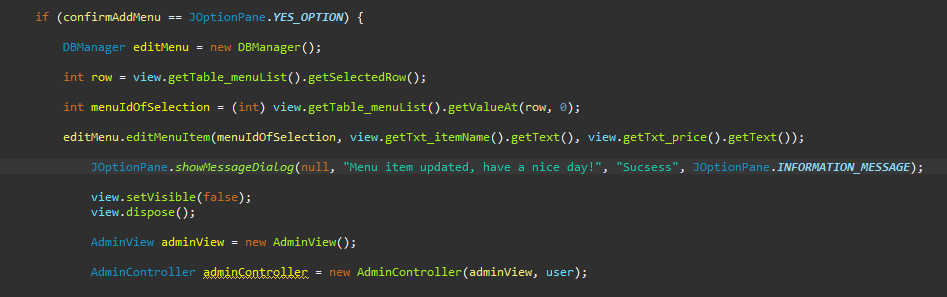 if (confirmAddMenu == JOptionPane.YES_OPTION) {
DBManager editMenu = new DBManager();
int row = view.getTable_menuList().getSelectedRow();
int menuIdOfSelection = (int) view.getTable_menuList().getValueAt(row, 0);
editMenu.editMenuItem(menuIdOfSelection, view.getTxt_itemName().getText(), view.getTxt_price().getText());
JOptionPane.showMessageDialog(null, "Menu item updated, have a nice day!", "Sucsess", JOptionPane.INFORMATION_MESSAGE);
view.setVisible(false);
view.dispose();
AdminView adminView = new AdminView();
AdminController adminController = new AdminController(adminView, user);